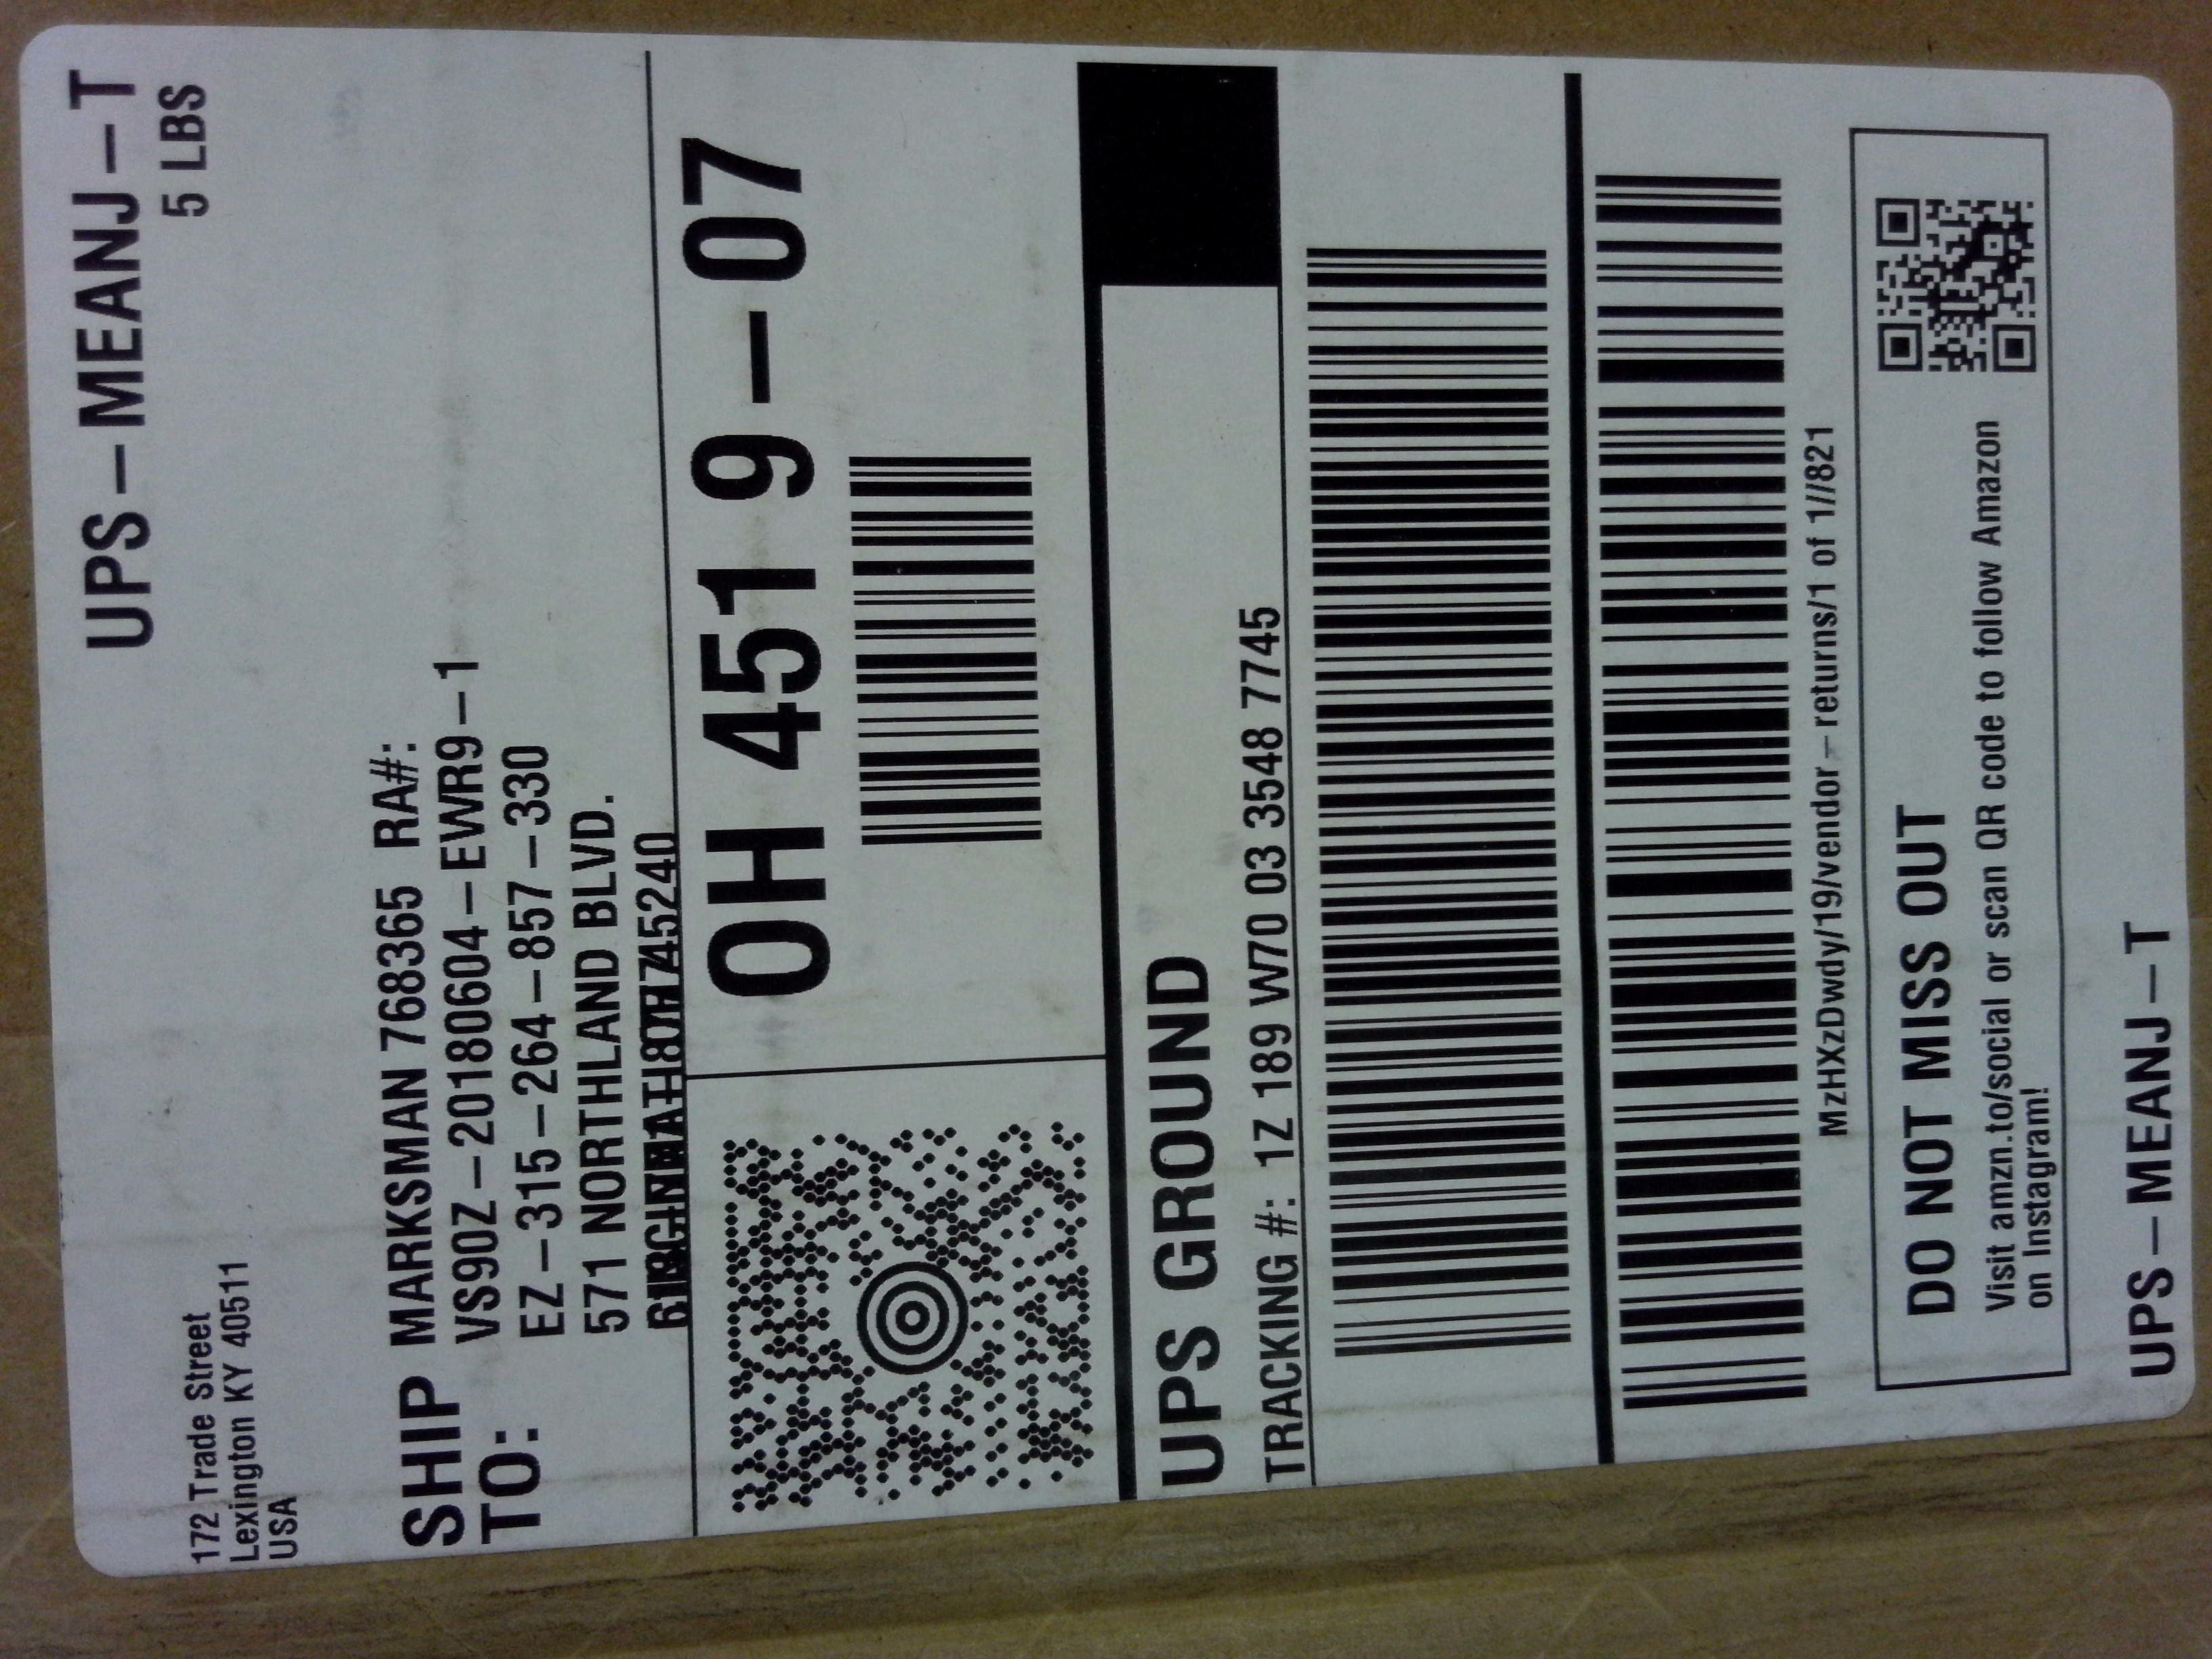 UPS-MEANJ-T
5 LBS
172 Trade Street
Lexington KY 40511
USA
SHIP
TO:
MARKSMAN 768365 RA#:
VS90Z-20180604-EWR9-1
EZ-315-264-857-330
571 NORTHLAND BLVD.
OH 451 9-07
UPS GROUND
TRACKING #: 1Z 189 W70 03 3548 7745
MzHXzDwdy/19/vendor-returns/1 of 1//821
DO NOT MISS OUT
Visit amzn.to/social or scan QR code to follow Amazon
on Instagram!
UPS-MEANJ-T